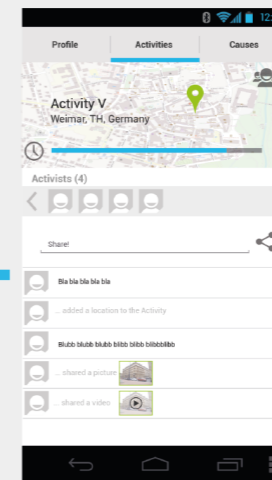 12:
Profile Activities Causes
Activity V
Weimar, TH, Germany
Activists (4)
Share!
Bla bla bla bla bla
... added a location to the Activity
Blubb blubb blubb blibb blibb blibbblibb
... shared a picture
... shared a video